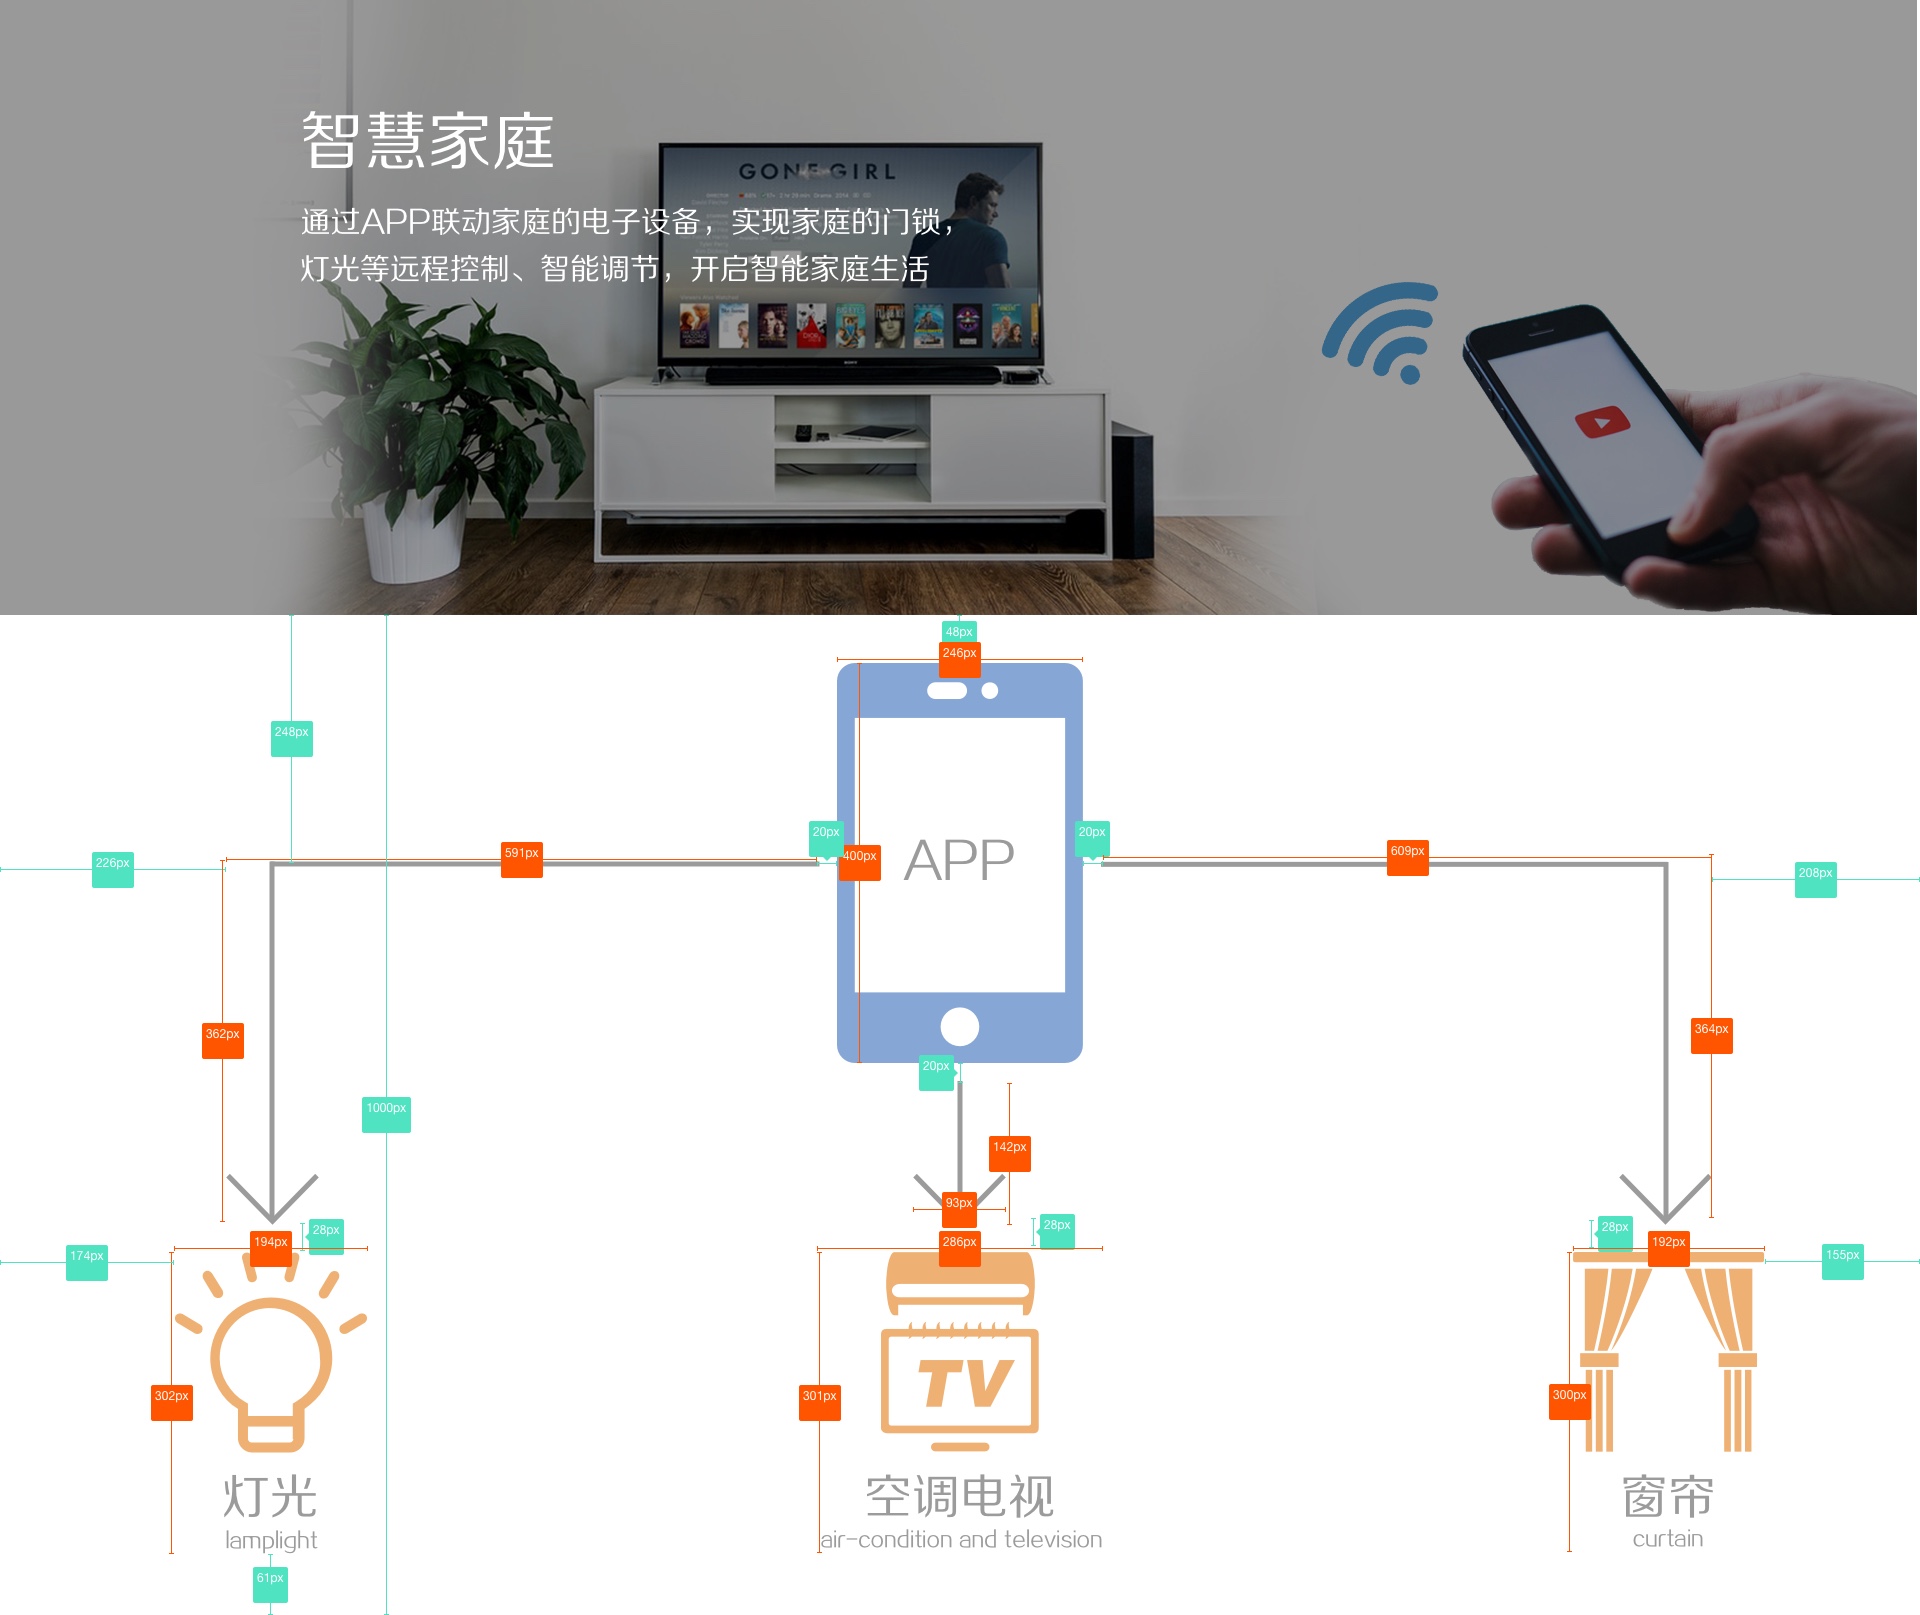 智慧家庭
GONE GIRL
通过APP联动家庭的电子设备，实现家庭的门锁，
灯光等远程控制、智能调节，开启智能家庭生活
SONY
48px
246px
248px
20px
20px
591px
609px
400px
APP
226px
208px
362px
364px
20px
1000px
142px
93px
28px
28px
28px
194px
286px
192px
174px
155px
TV
302px
301px
300px
灯光
空调电视
窗帘
lamplight
air-condition and television
curtain
61px